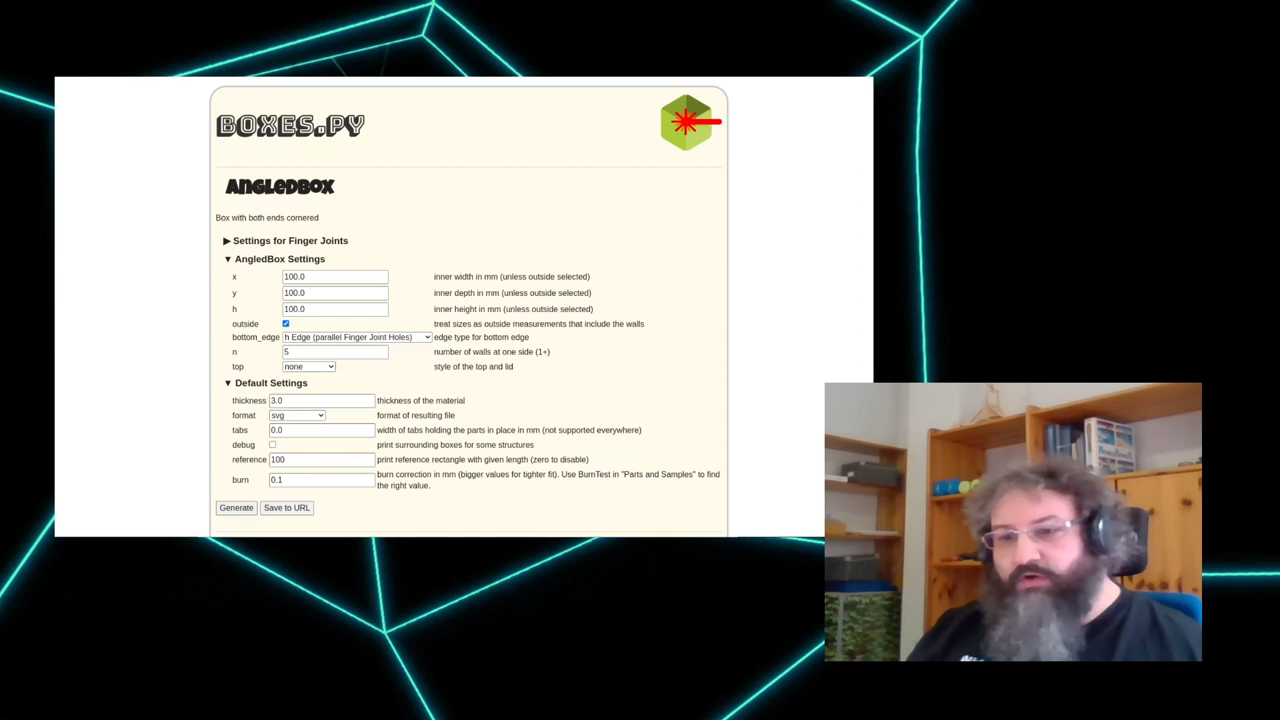 BOXES.PY
AngledBox
Box with both ends cornered
▶ Settings for Finger Joints
▼ AngledBox Settings
x 100.0 inner width in mm (unless outside selected)
y 100.0 inner depth in mm (unless outside selected)
h 100.0 inner height in mm (unless outside selected)
outside treat sizes as outside measurements that include the walls
bottom_edge h Edge (parallel Finger Joint Holes) edge type for bottom edge
n 5 number of walls at one side (1+)
top none style of the top and lid
▼ Default Settings
thickness 3.0 thickness of the material
format svg format of resulting file
tabs 0.0 width of tabs holding the parts in place in mm (not supported everywhere)
debug print surrounding boxes for some structures
reference 100 print reference rectangle with given length (zero to disable)
burn 0.1 burn correction in mm (bigger values for tighter fit). Use BurnTest in "Parts and Samples" to find
the right value.
Generate Save to URL